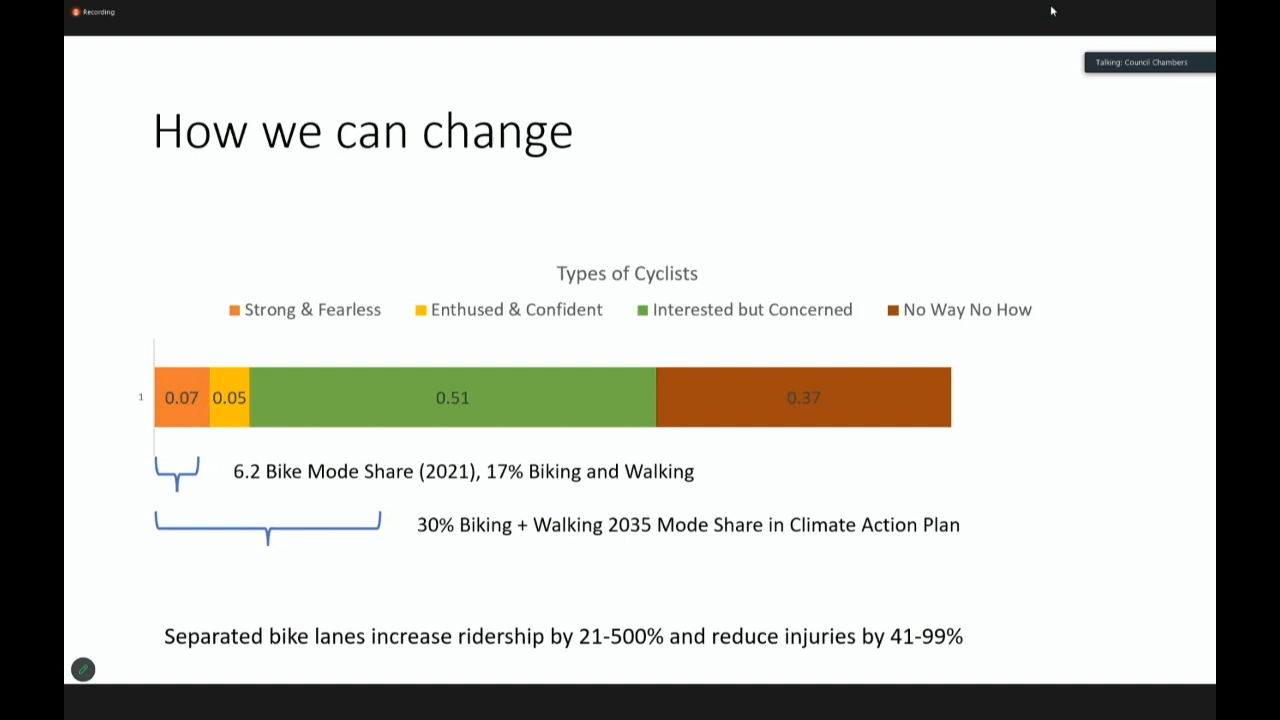 Recording
Talking: Council Chambers
How we can change
Types of Cyclists
Strong & Fearless Enthused & Confident Interested but Concerned No Way No How
1 0.07 0.05 0.51 0.37
6.2 Bike Mode Share (2021), 17% Biking and Walking
30% Biking + Walking 2035 Mode Share in Climate Action Plan
Separated bike lanes increase ridership by 21-500% and reduce injuries by 41-99%